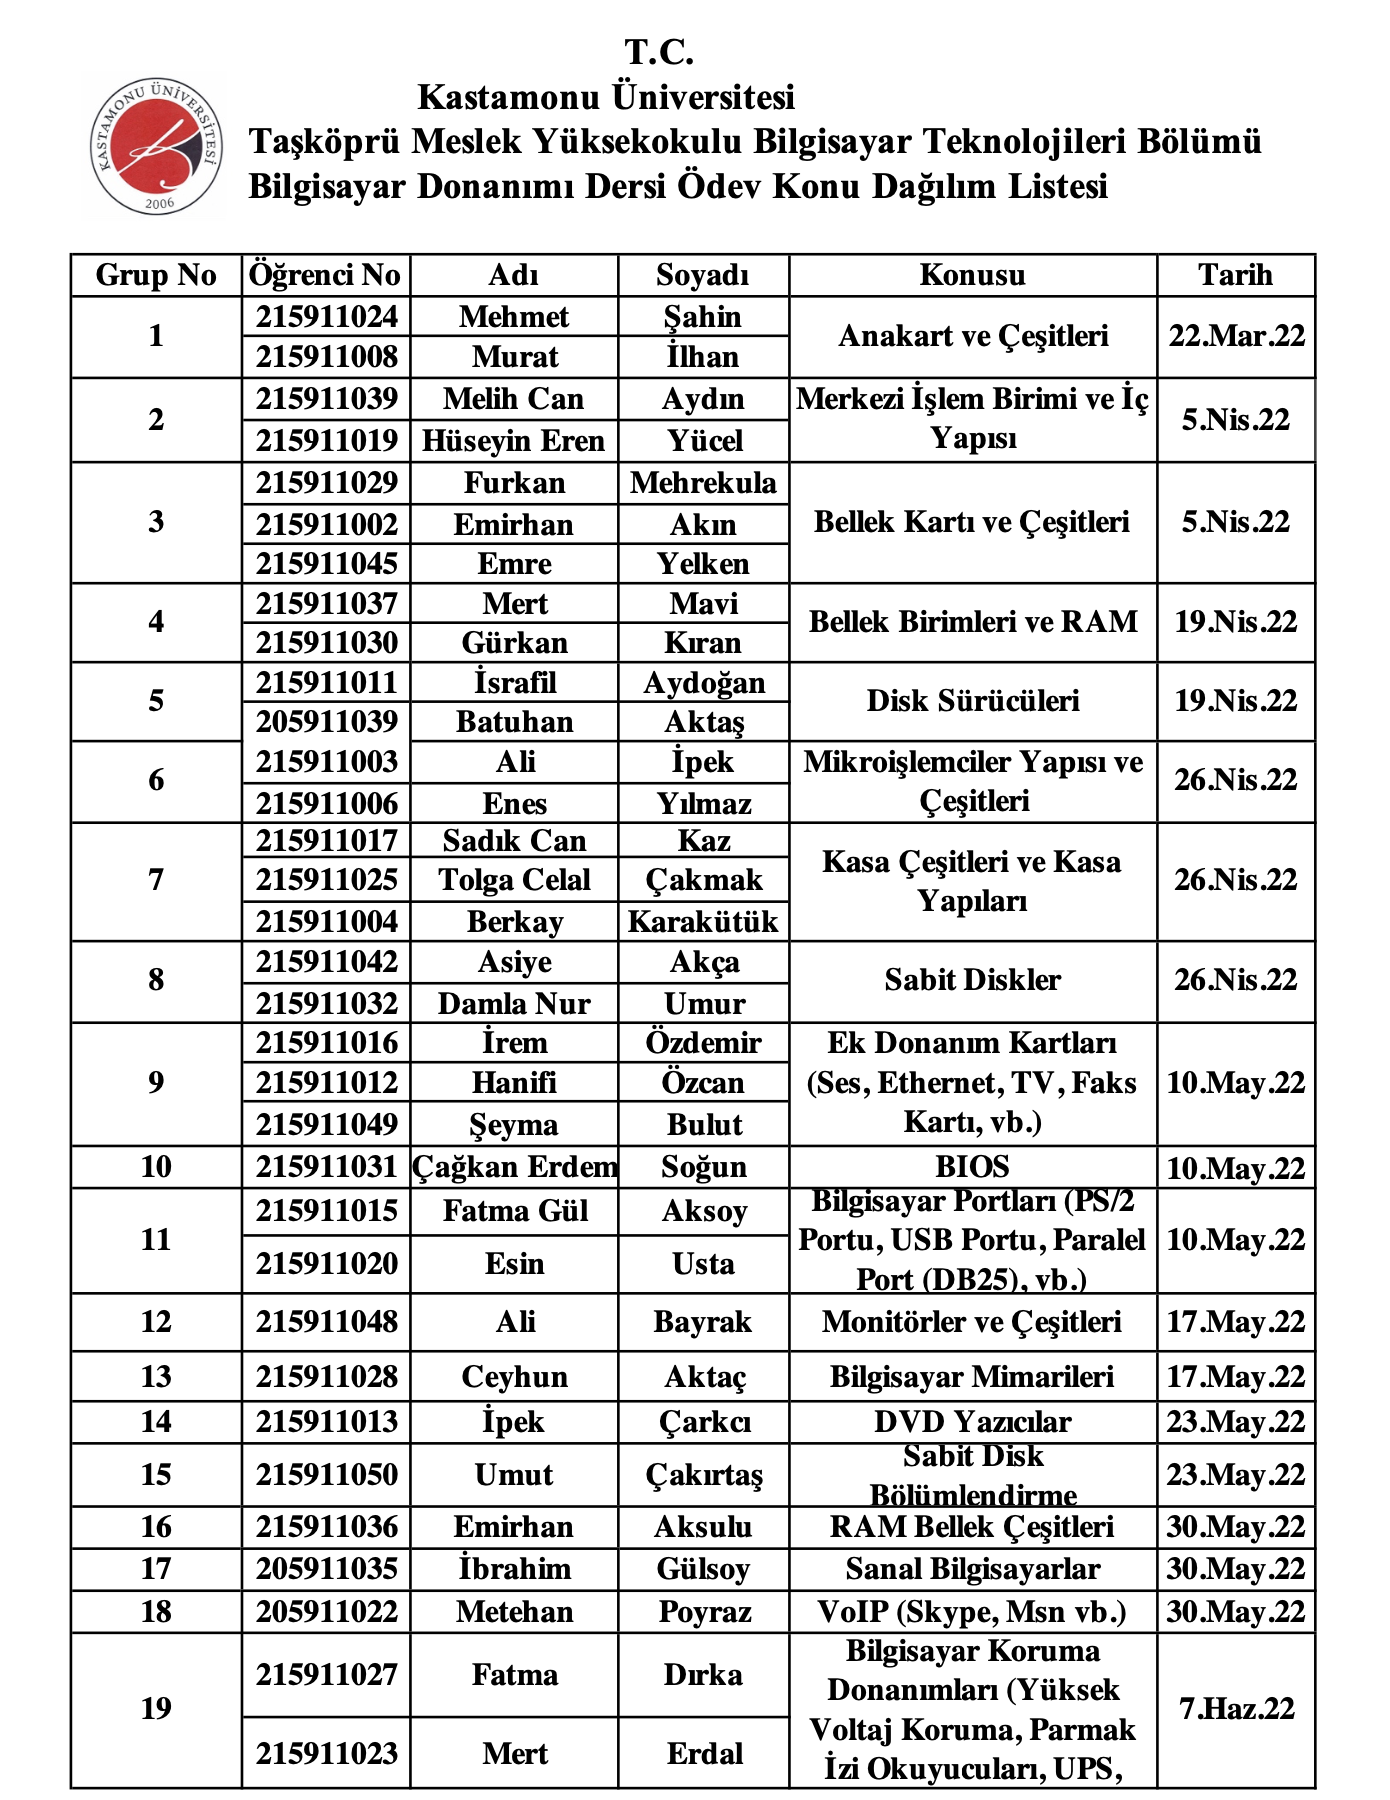 T.C.
Kastamonu Üniversitesi
Taşköprü Meslek Yüksekokulu Bilgisayar Teknolojileri Bölümü
Bilgisayar Donanımı Dersi Ödev Konu Dağılım Listesi
KASTAMONU ÜNİVERSİTESİ
2006
Grup No Öğrenci No Adı Soyadı Konusu Tarih
1 215911024 Mehmet Şahin Anakart ve Çeşitleri 22.Mar.22
215911008 Murat İlhan
2 215911039 Melih Can Aydın Merkezi İşlem Birimi ve İç 5.Nis.22
215911019 Hüseyin Eren Yücel Yapısı
3 215911029 Furkan Mehrekula Bellek Kartı ve Çeşitleri 5.Nis.22
215911002 Emirhan Akın
215911045 Emre Yelken
4 215911037 Mert Mavi Bellek Birimleri ve RAM 19.Nis.22
215911030 Gürkan Kıran
5 215911011 İsrafil Aydoğan Disk Sürücüleri 19.Nis.22
205911039 Batuhan Aktaş
6 215911003 Ali İpek Mikroişlemciler Yapısı ve 26.Nis.22
215911006 Enes Yılmaz Çeşitleri
7 215911017 Sadık Can Kaz Kasa Çeşitleri ve Kasa 26.Nis.22
215911025 Tolga Celal Çakmak Yapıları
215911004 Berkay Karakütük
8 215911042 Asiye Akça Sabit Diskler 26.Nis.22
215911032 Damla Nur Umur
9 215911016 İrem Özdemir Ek Donanım Kartları 10.May.22
215911012 Hanifi Özcan (Ses, Ethernet, TV, Faks
215911049 Şeyma Bulut Kartı, vb.)
10 215911031 Çağkan Erdem Soğun BIOS 10.May.22
11 215911015 Fatma Gül Aksoy Bilgisayar Portları (PS/2 10.May.22
Portu, USB Portu, Paralel
215911020 Esin Usta Port (DB25), vb.)
12 215911048 Ali Bayrak Monitörler ve Çeşitleri 17.May.22
13 215911028 Ceyhun Aktaç Bilgisayar Mimarileri 17.May.22
14 215911013 İpek Çarkcı DVD Yazıcılar 23.May.22
15 215911050 Umut Çakırtaş Sabit Disk 23.May.22
Bölümlendirme
16 215911036 Emirhan Aksulu RAM Bellek Çeşitleri 30.May.22
17 205911035 İbrahim Gülsoy Sanal Bilgisayarlar 30.May.22
18 205911022 Metehan Poyraz VoIP (Skype, Msn vb.) 30.May.22
19 215911027 Fatma Dırka Bilgisayar Koruma 7.Haz.22
Donanımları (Yüksek
Voltaj Koruma, Parmak
215911023 Mert Erdal İzi Okuyucuları, UPS,